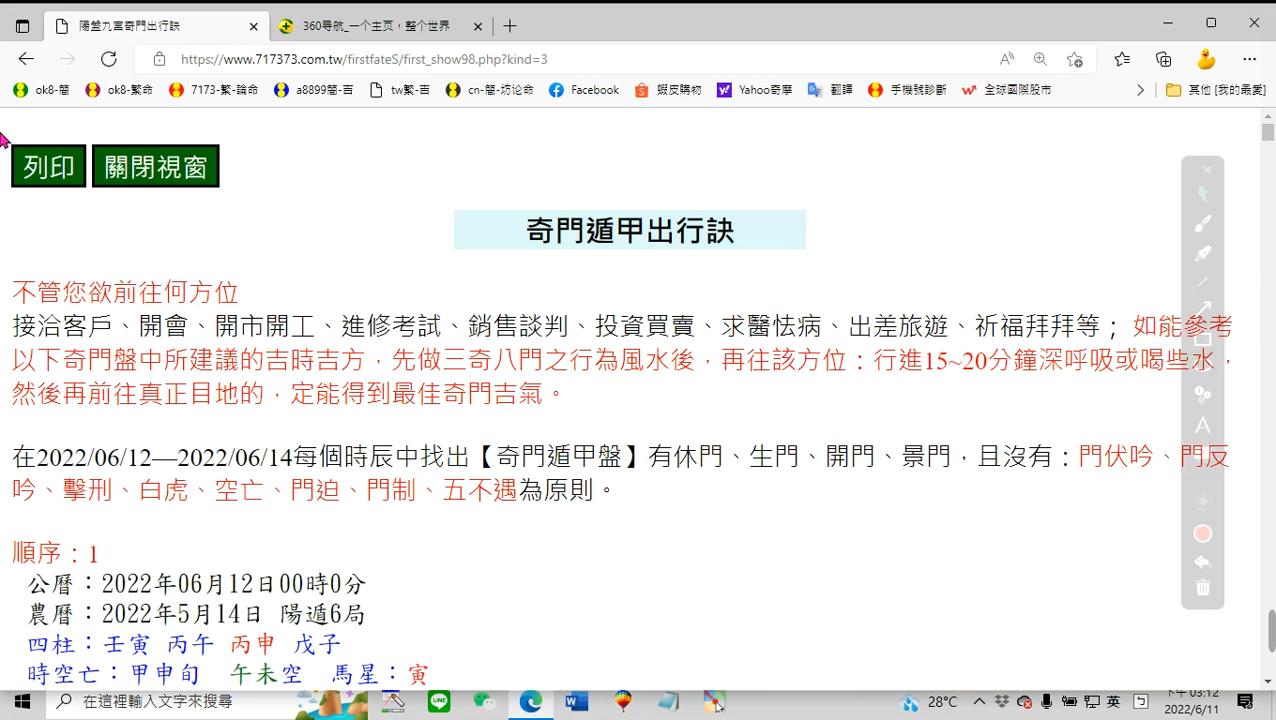 陽盤九宮奇門出行訣
360导航_一个主页，整个世界
https://www.717373.com.tw/firstfateS/first_show98.php?kind=3
ok8-簡 ok8-繁命 7173-繁-論命 a8899簡-吉 tw繁-吉 cn-簡-坊论命 Facebook 蝦皮購物 Yahoo奇摩 翻譯 手機號診斷 全球國際股市 其他 [我的最愛]
列印 關閉視窗
奇門遁甲出行訣
不管您欲前往何方位
接洽客戶、開會、開市開工、進修考試、銷售談判、投資買賣、求醫怯病、出差旅遊、祈福拜拜等；如能參考
以下奇門盤中所建議的吉時吉方，先做三奇八門之行為風水後，再往該方位：行進15~20分鐘深呼吸或喝些水，
然後再前往真正目地的，定能得到最佳奇門吉氣。
在2022/06/12—2022/06/14每個時辰中找出【奇門遁甲盤】有休門、生門、開門、景門，且沒有：門伏吟、門反
吟、擊刑、白虎、空亡、門迫、門制、五不遇為原則。
順序：1
公曆：2022年06月12日00時0分
農曆：2022年5月14日 陽遁6局
四柱：壬寅 丙午 丙申 戊子
時空亡：甲申旬 午未空 馬星：寅
在這裡輸入文字來搜尋
28°C
英
下午 03:12
2022/6/11